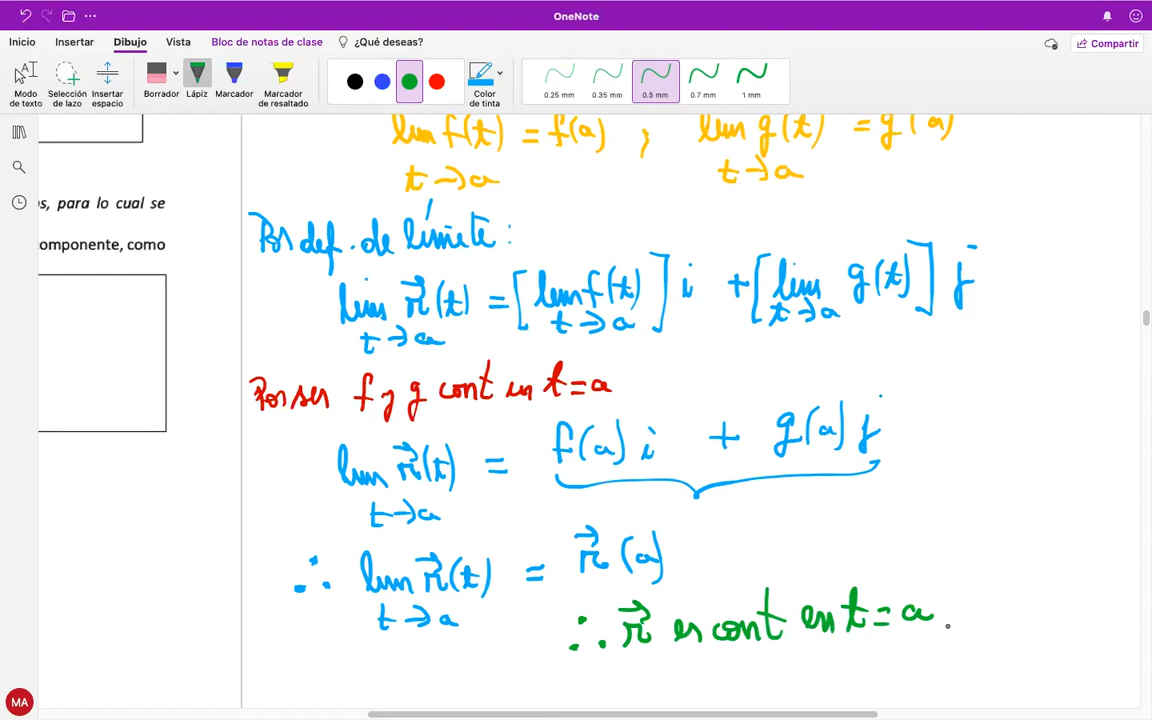 OneNote
Inicio Insertar Dibujo Vista Bloc de notas de clase ¿Qué deseas? Compartir
Modo de texto Selección de lazo Insertar espacio Borrador Lápiz Marcador Marcador de resaltado Color de tinta 0.25 mm 0.35 mm 0.5 mm 0.7 mm 1 mm
os, para lo cual se
componente, como
lim f(t) = f(a) ; lim g(t) = g(a)
t→a t→a
Por def. de límite:
lim r⃗(t) = [lim f(t)] i + [lim g(t)] j
t→a t→a t→a
Por ser f y g cont en t=a
lim r⃗(t) = f(a) i + g(a) j
t→a
∴ lim r⃗(t) = r⃗(a)
t→a
∴ r⃗ es cont en t=a
MA